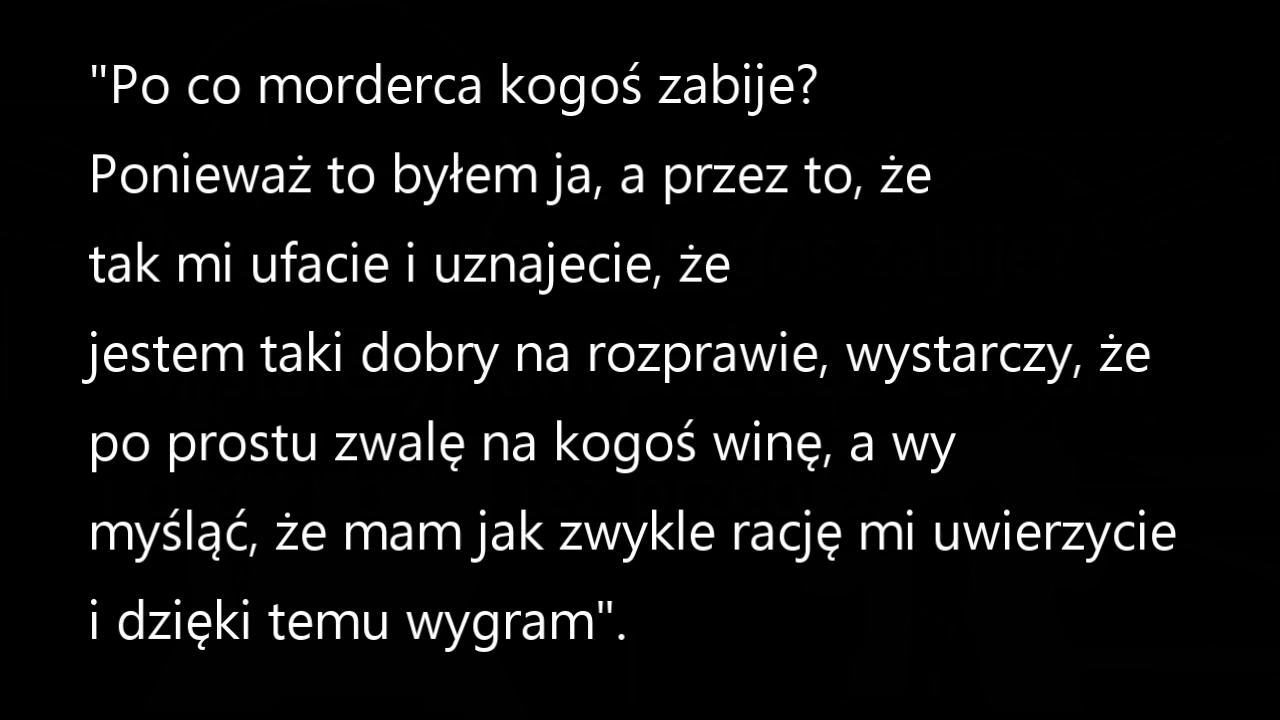 "Po co morderca kogoś zabije?
Ponieważ to byłem ja, a przez to, że
tak mi ufacie i uznajecie, że
jestem taki dobry na rozprawie, wystarczy, że
po prostu zwalę na kogoś winę, a wy
myśląć, że mam jak zwykle rację mi uwierzycie
i dzięki temu wygram".